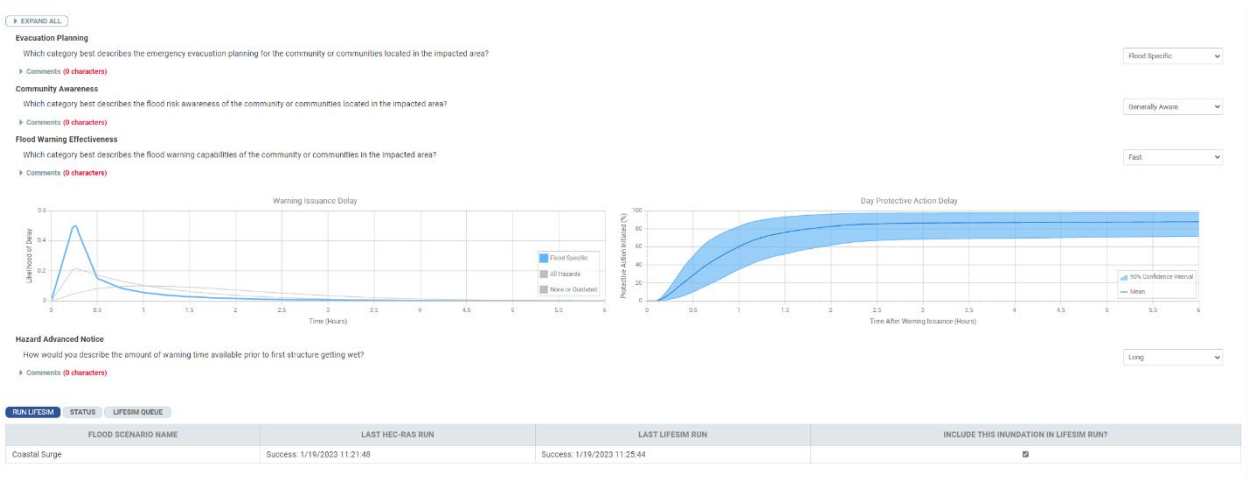 EXPAND ALL
Evacuation Planning
Which category best describes the emergency evacuation planning for the community or communities located in the impacted area?
Flood Specific
Comments (0 characters)
Community Awareness
Which category best describes the flood risk awareness of the community or communities located in the impacted area?
Generally Aware
Comments (0 characters)
Flood Warning Effectiveness
Which category best describes the flood warning capabilities of the community or communities in the impacted area?
Fast
Comments (0 characters)
Warning Issuance Delay
Likelihood of Delay
0.6
0.4
0.2
0
Flood Specific
All Hazards
None or Outdated
0 0.5 1 1.5 2 2.5 3 3.5 4 4.5 5 5.5 6
Time (Hours)
Day Protective Action Delay
Protective Action Initiated (%)
100
80
60
40
20
0
90% Confidence Interval
Mean
0 0.5 1 1.5 2 2.5 3 3.5 4 4.5 5 5.5 6
Time After Warning Issuance (Hours)
Hazard Advanced Notice
How would you describe the amount of warning time available prior to first structure getting wet?
Long
Comments (0 characters)
RUN LIFESIM STATUS LIFESIM QUEUE
FLOOD SCENARIO NAME LAST HEC-RAS RUN LAST LIFESIM RUN INCLUDE THIS INUNDATION IN LIFESIM RUN?
Coastal Surge Success: 1/19/2023 11:21:48 Success: 1/19/2023 11:25:44